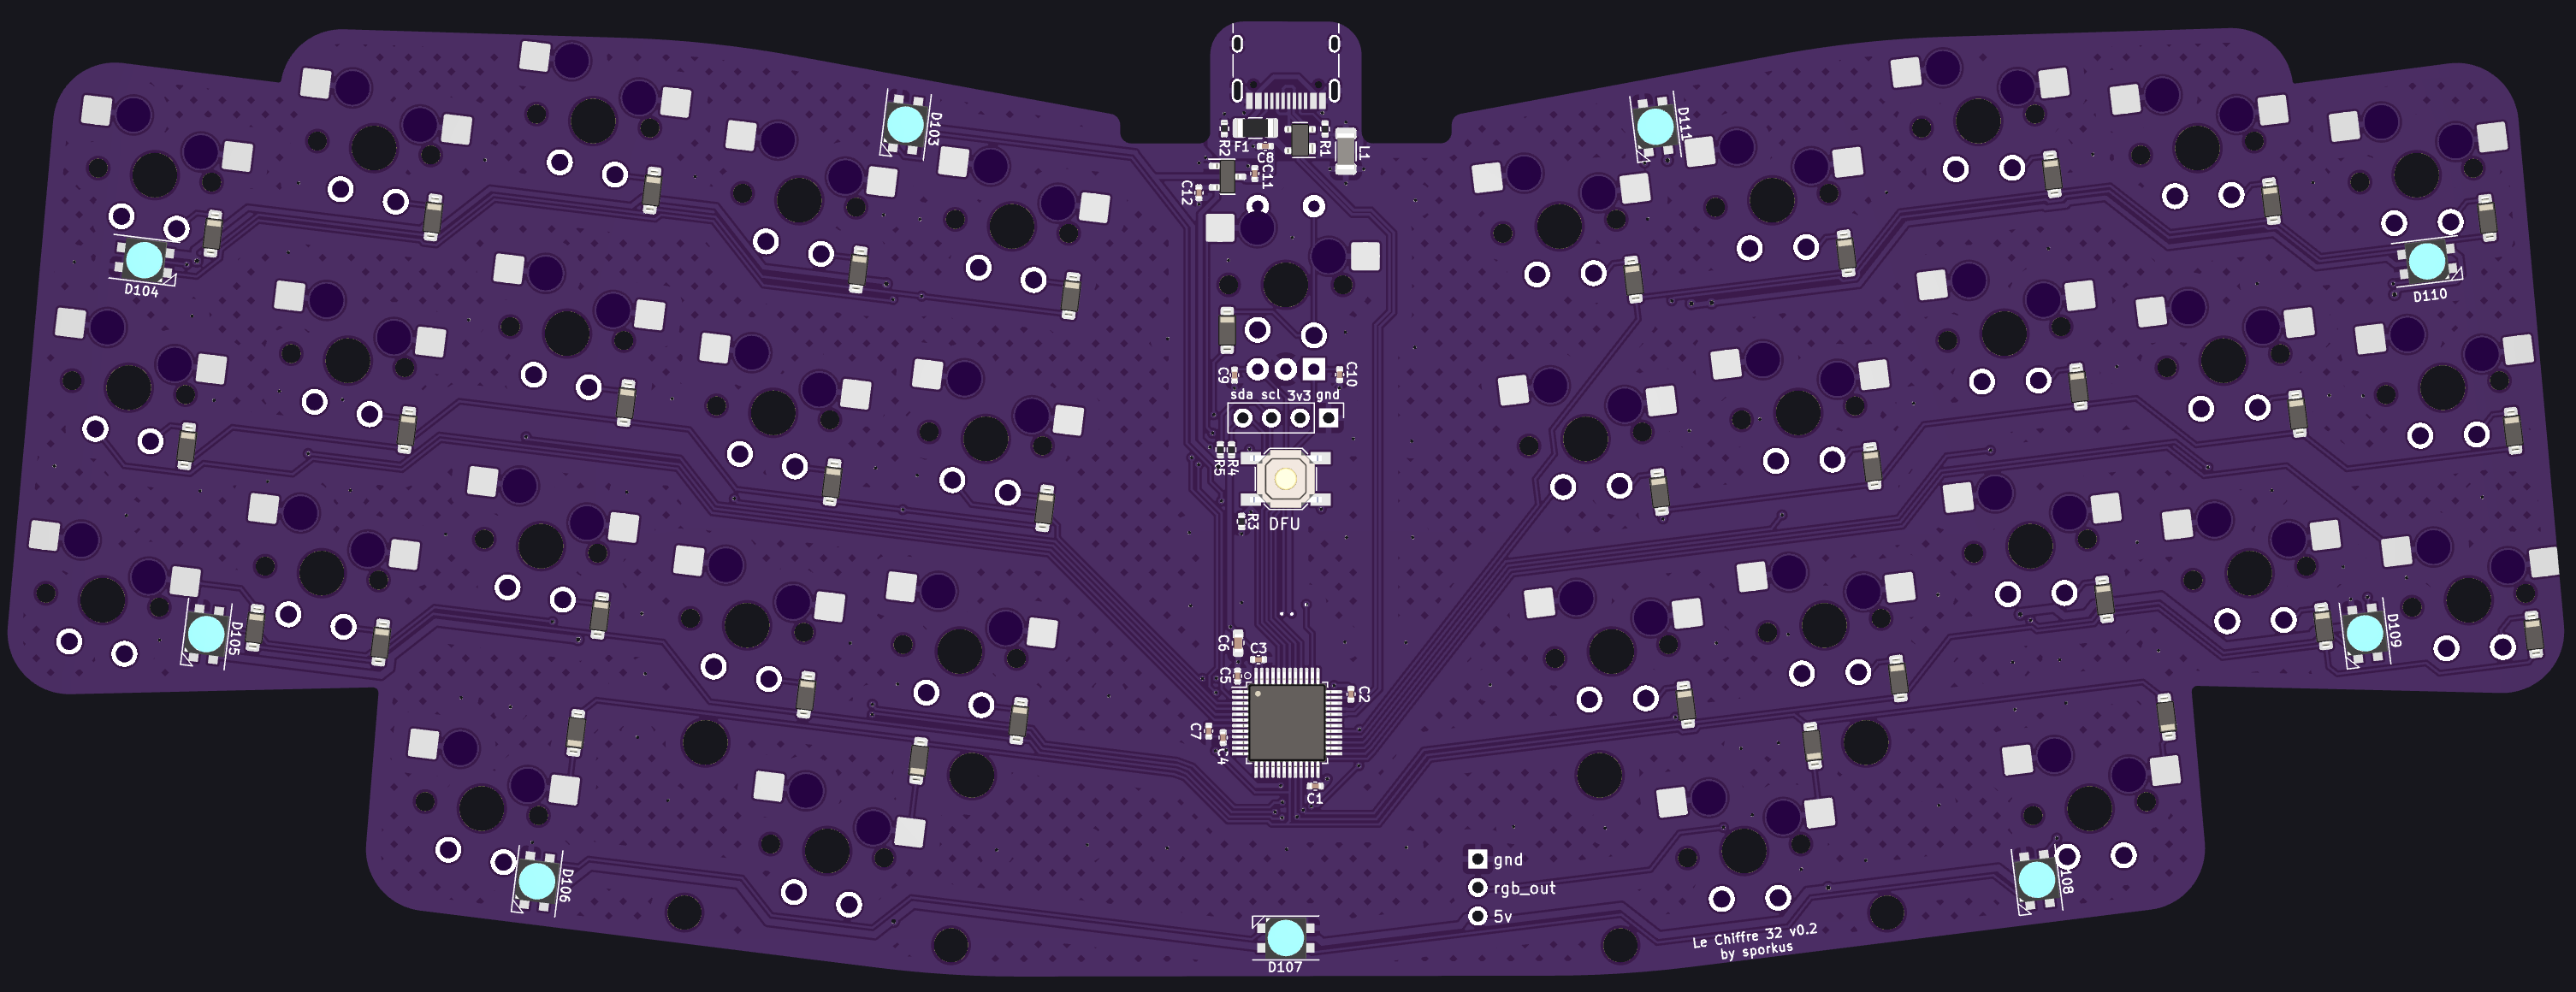 D103
D111
R2
F1
C8
R1
L1
C11
C12
D104
D110
C9
C10
sda scl 3v3 gnd
R5
R4
R3
DFU
D105
D109
C6
C3
C5
C2
C7
C4
C1
D106
108
gnd
rgb_out
5v
Le Chiffre 32 v0.2
by sporkus
D107